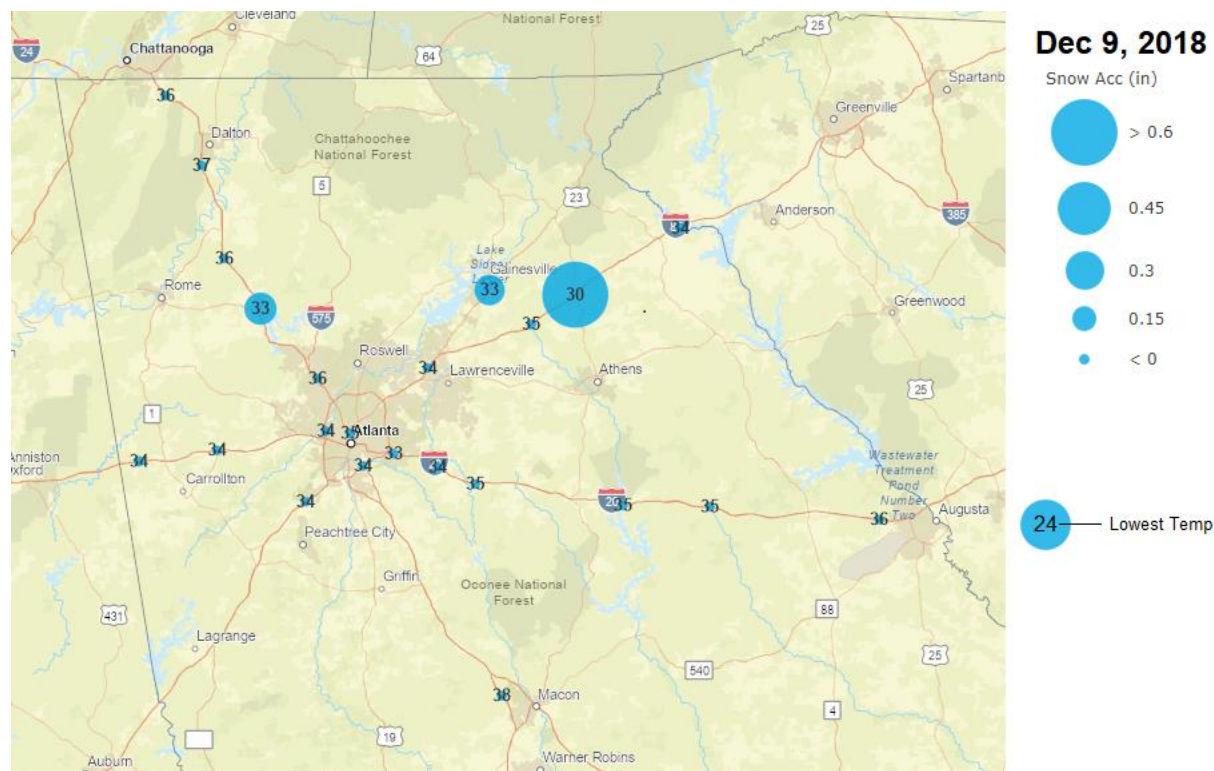 Cleveland
National Forest
25
24
Chattanooga
64
36
Spartanb
Greenville
Dalton
Chattahoochee
National Forest
37
5
23
Anderson
385
34
36
Lake
Gainesville
33
30
Rome
33
Greenwood
575
35
Roswell
34
Lawrenceville
Athens
36
25
1
34
35
Atlanta
34
Anniston
xford
34
33
34
34
Wastewater
Treatment
Pond
Number
Two
Carrollton
35
34
20
35
35
36
Augusta
Peachtree City
Griffin
Oconee National
Forest
431
88
Lagrange
25
540
38
Macon
4
19
Auburn
Warner Robins
Dec 9, 2018
Snow Acc (in)
> 0.6
0.45
0.3
0.15
< 0
24
Lowest Temp